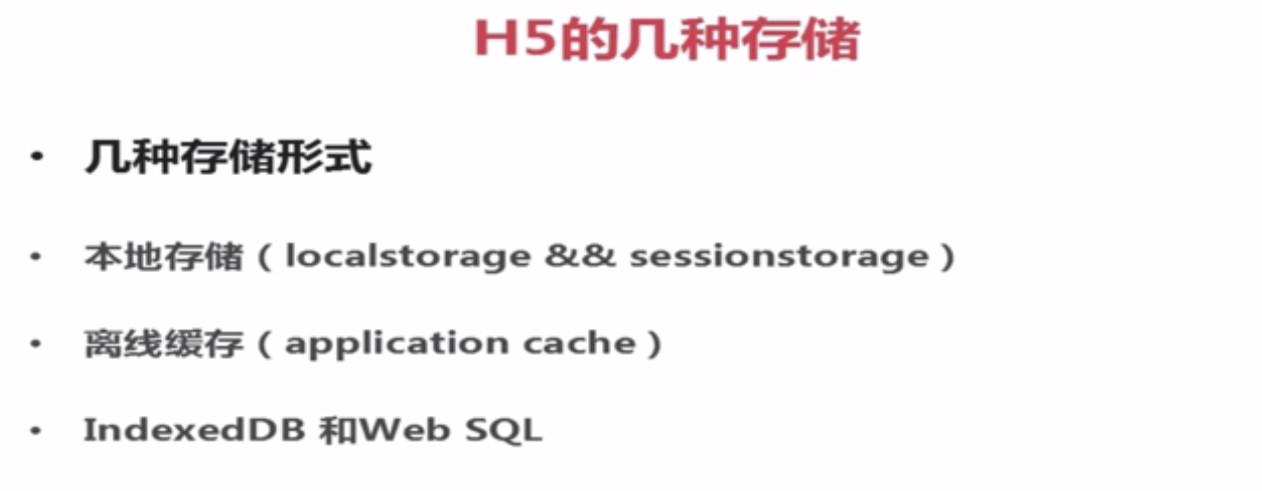 H5的几种存储
• 几种存储形式
• 本地存储（localstorage && sessionstorage）
• 离线缓存（application cache）
• IndexedDB 和Web SQL